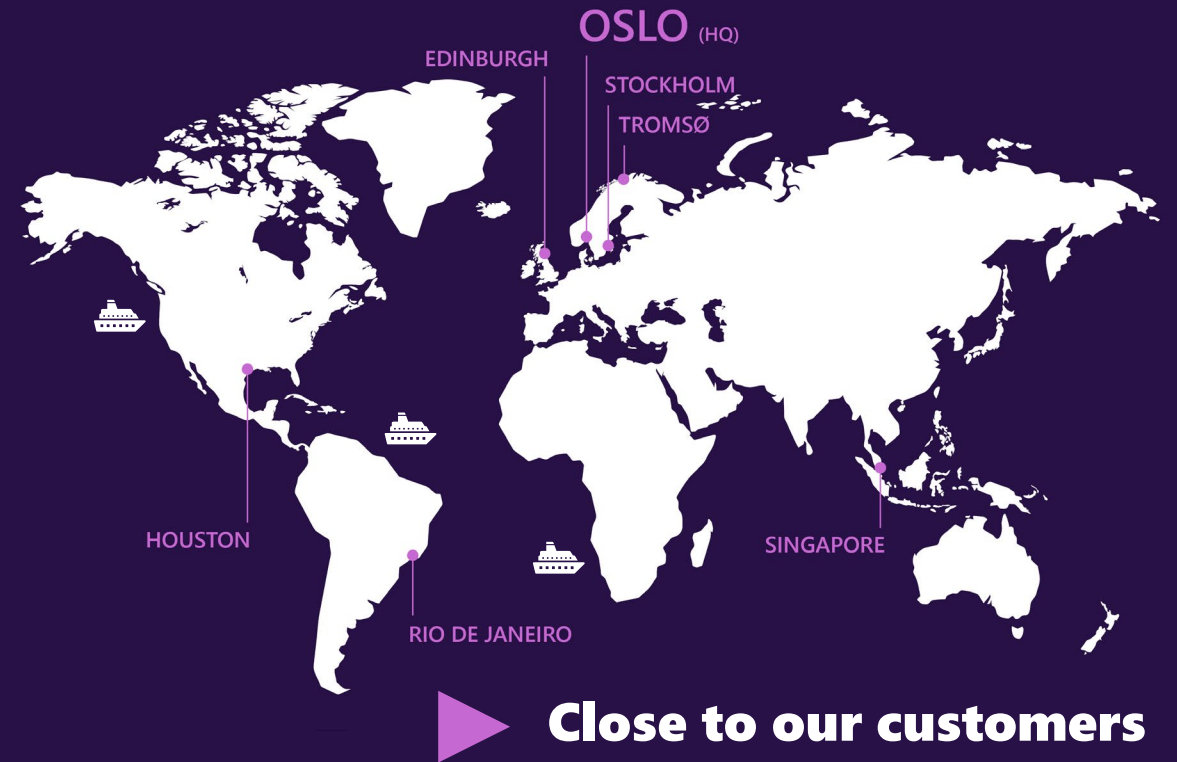 OSLO (HQ)
EDINBURGH
STOCKHOLM
TROMSØ
HOUSTON
SINGAPORE
RIO DE JANEIRO
Close to our customers